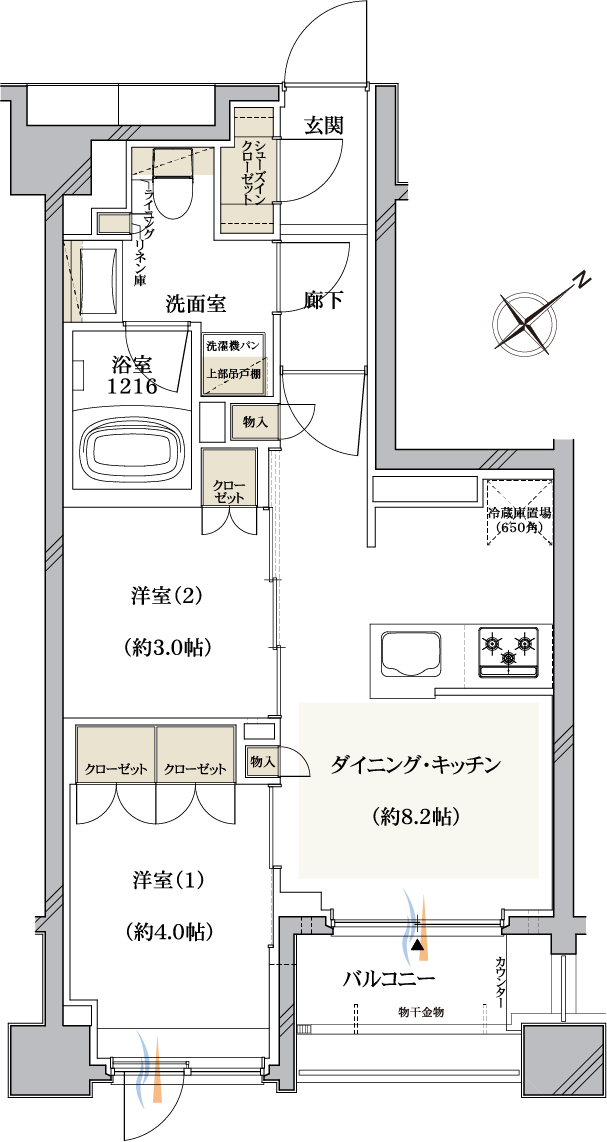 玄関
シューズイン
クローゼット
ライニング
リネン庫
洗面室
廊下
N
浴室
1216
洗濯機パン
上部吊戸棚
物入
クロー
ゼット
冷蔵庫置場
(650角)
洋室(2)
(約3.0帖)
クローゼット
クローゼット
物入
ダイニング・キッチン
(約8.2帖)
洋室(1)
(約4.0帖)
バルコニー
カウンター
物干金物